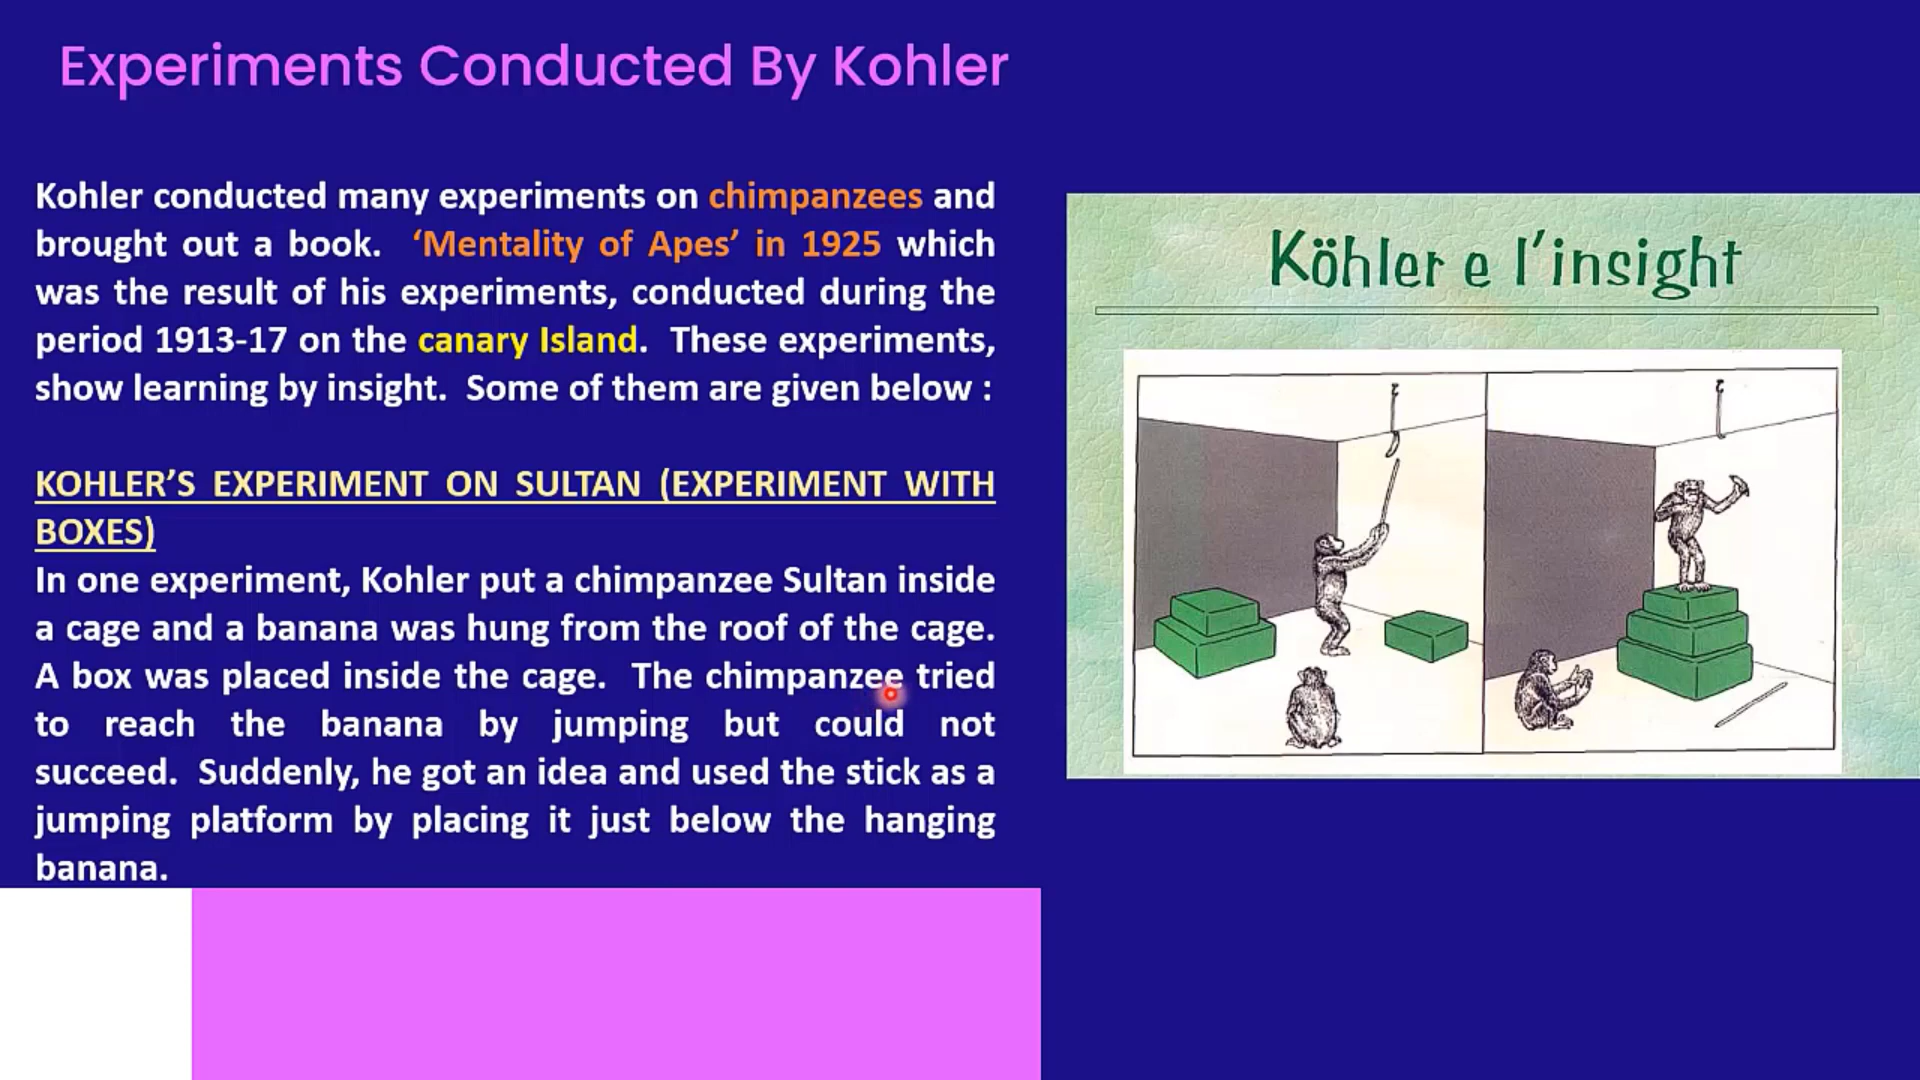 Experiments Conducted By Kohler
Kohler conducted many experiments on chimpanzees and
brought out a book. ‘Mentality of Apes’ in 1925 which
was the result of his experiments, conducted during the
period 1913-17 on the canary Island. These experiments,
show learning by insight. Some of them are given below :
KOHLER’S EXPERIMENT ON SULTAN (EXPERIMENT WITH
BOXES)
In one experiment, Kohler put a chimpanzee Sultan inside
a cage and a banana was hung from the roof of the cage.
A box was placed inside the cage. The chimpanzee tried
to reach the banana by jumping but could not
succeed. Suddenly, he got an idea and used the stick as a
jumping platform by placing it just below the hanging
banana.
Köhler e l’insight